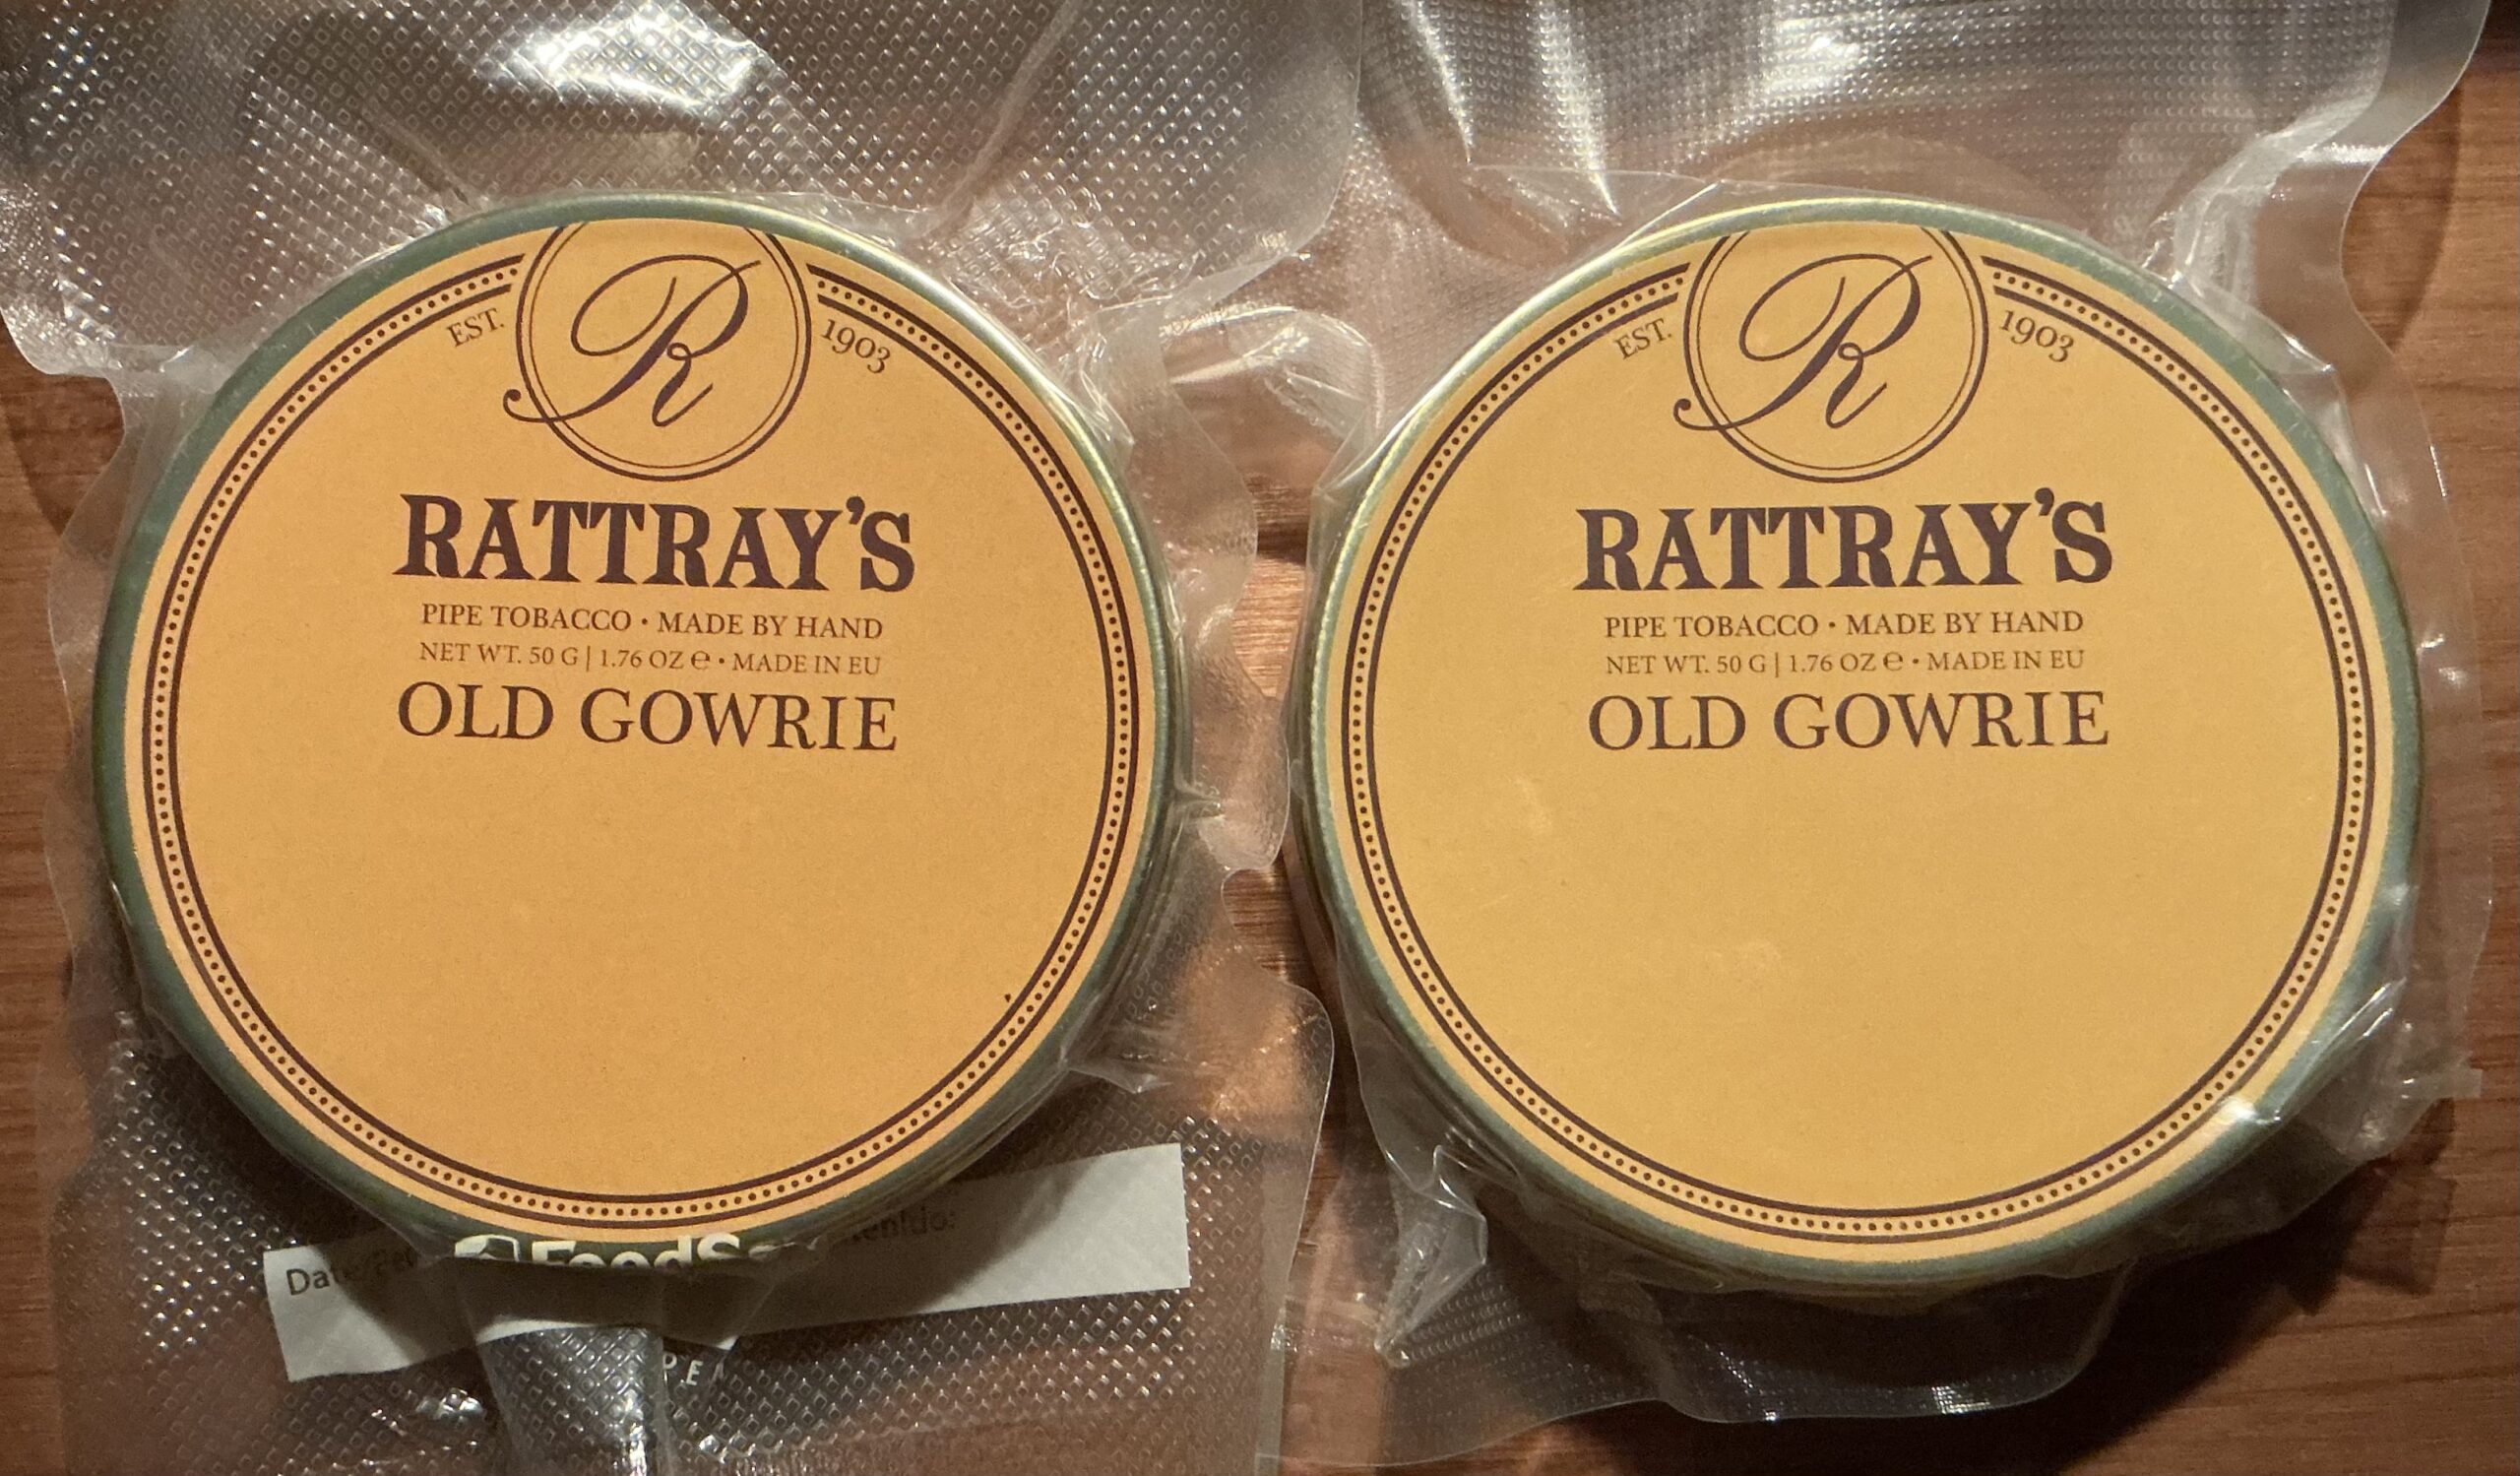 R
EST. 1903
RATTRAY'S
PIPE TOBACCO • MADE BY HAND
NET WT. 50 G | 1.76 OZ ℮ • MADE IN EU
OLD GOWRIE
R
EST. 1903
RATTRAY'S
PIPE TOBACCO • MADE BY HAND
NET WT. 50 G | 1.76 OZ ℮ • MADE IN EU
OLD GOWRIE